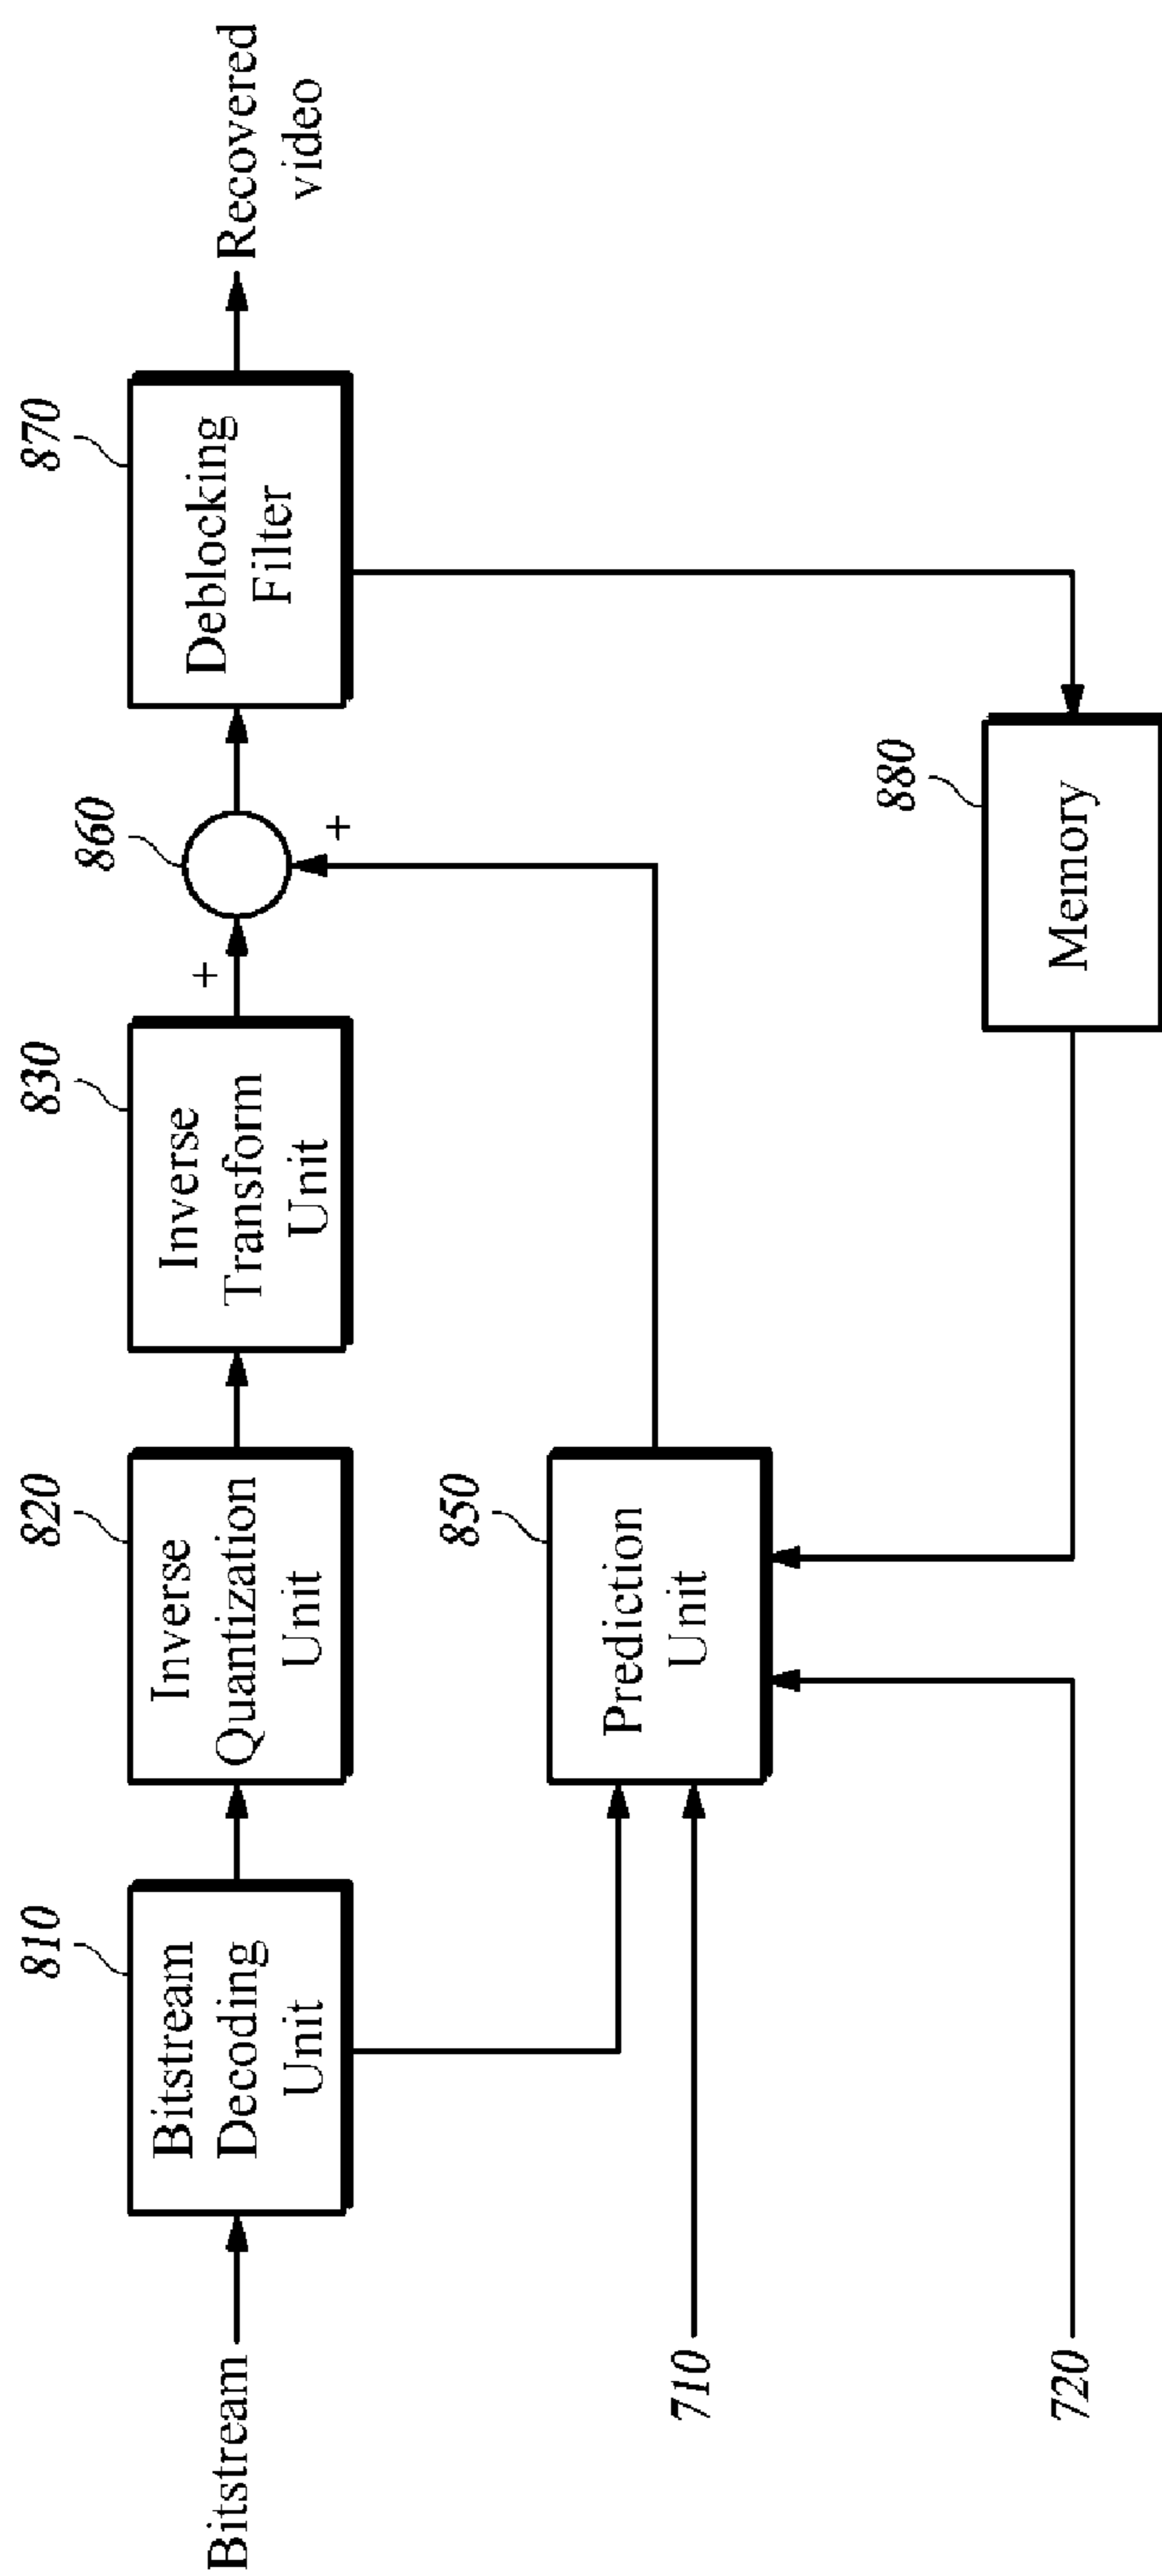 810
820
830
860
870
Bitstream
Bitstream
Decoding
Unit
Inverse
Quantization
Unit
Inverse
Transform
Unit
+
+
Deblocking
Filter
Recovered
video
850
Prediction
Unit
880
Memory
710
720